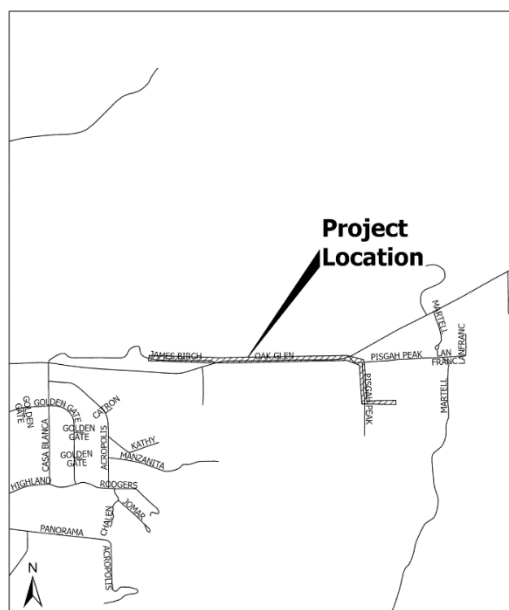 Project
Location
MARTELL
JAMES BIRCH
OAK GLEN
PISGAH PEAK
LAN
FRANC
LANFRANC
PISGAH PEAK
MARTELL
GOLDEN GATE
GOLDEN
GATE
CATRON
GOLDEN
GATE
CASA BLANCA
ACROPOLIS
KATHY
GOLDEN
GATE
MANZANITA
HIGHLAND
RODGERS
JOMAR
CHALEN
PANORAMA
ACROPOLIS
N